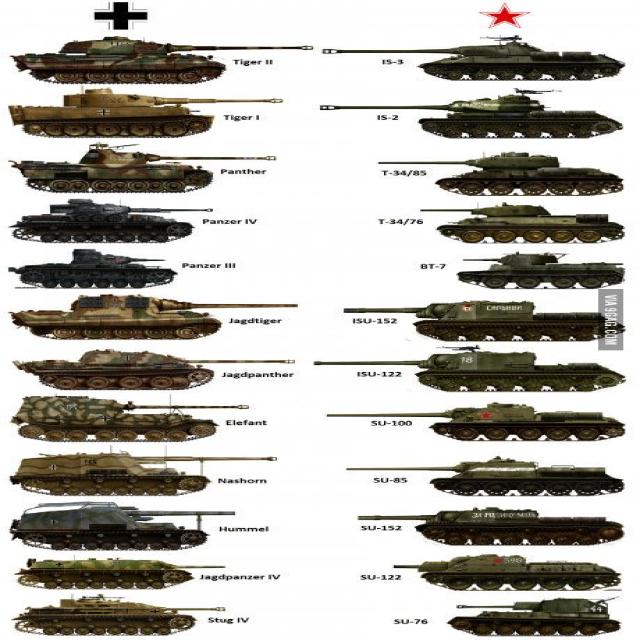 Tiger II
IS-3
Tiger I
IS-2
Panther
T-34/85
Panzer IV
T-34/76
Panzer III
BT-7
Jagdtiger
ISU-152
Jagdpanther
ISU-122
Elefant
SU-100
Nashorn
SU-85
Hummel
SU-152
Jagdpanzer IV
SU-122
Stug IV
SU-76
VIA 9GAG.COM